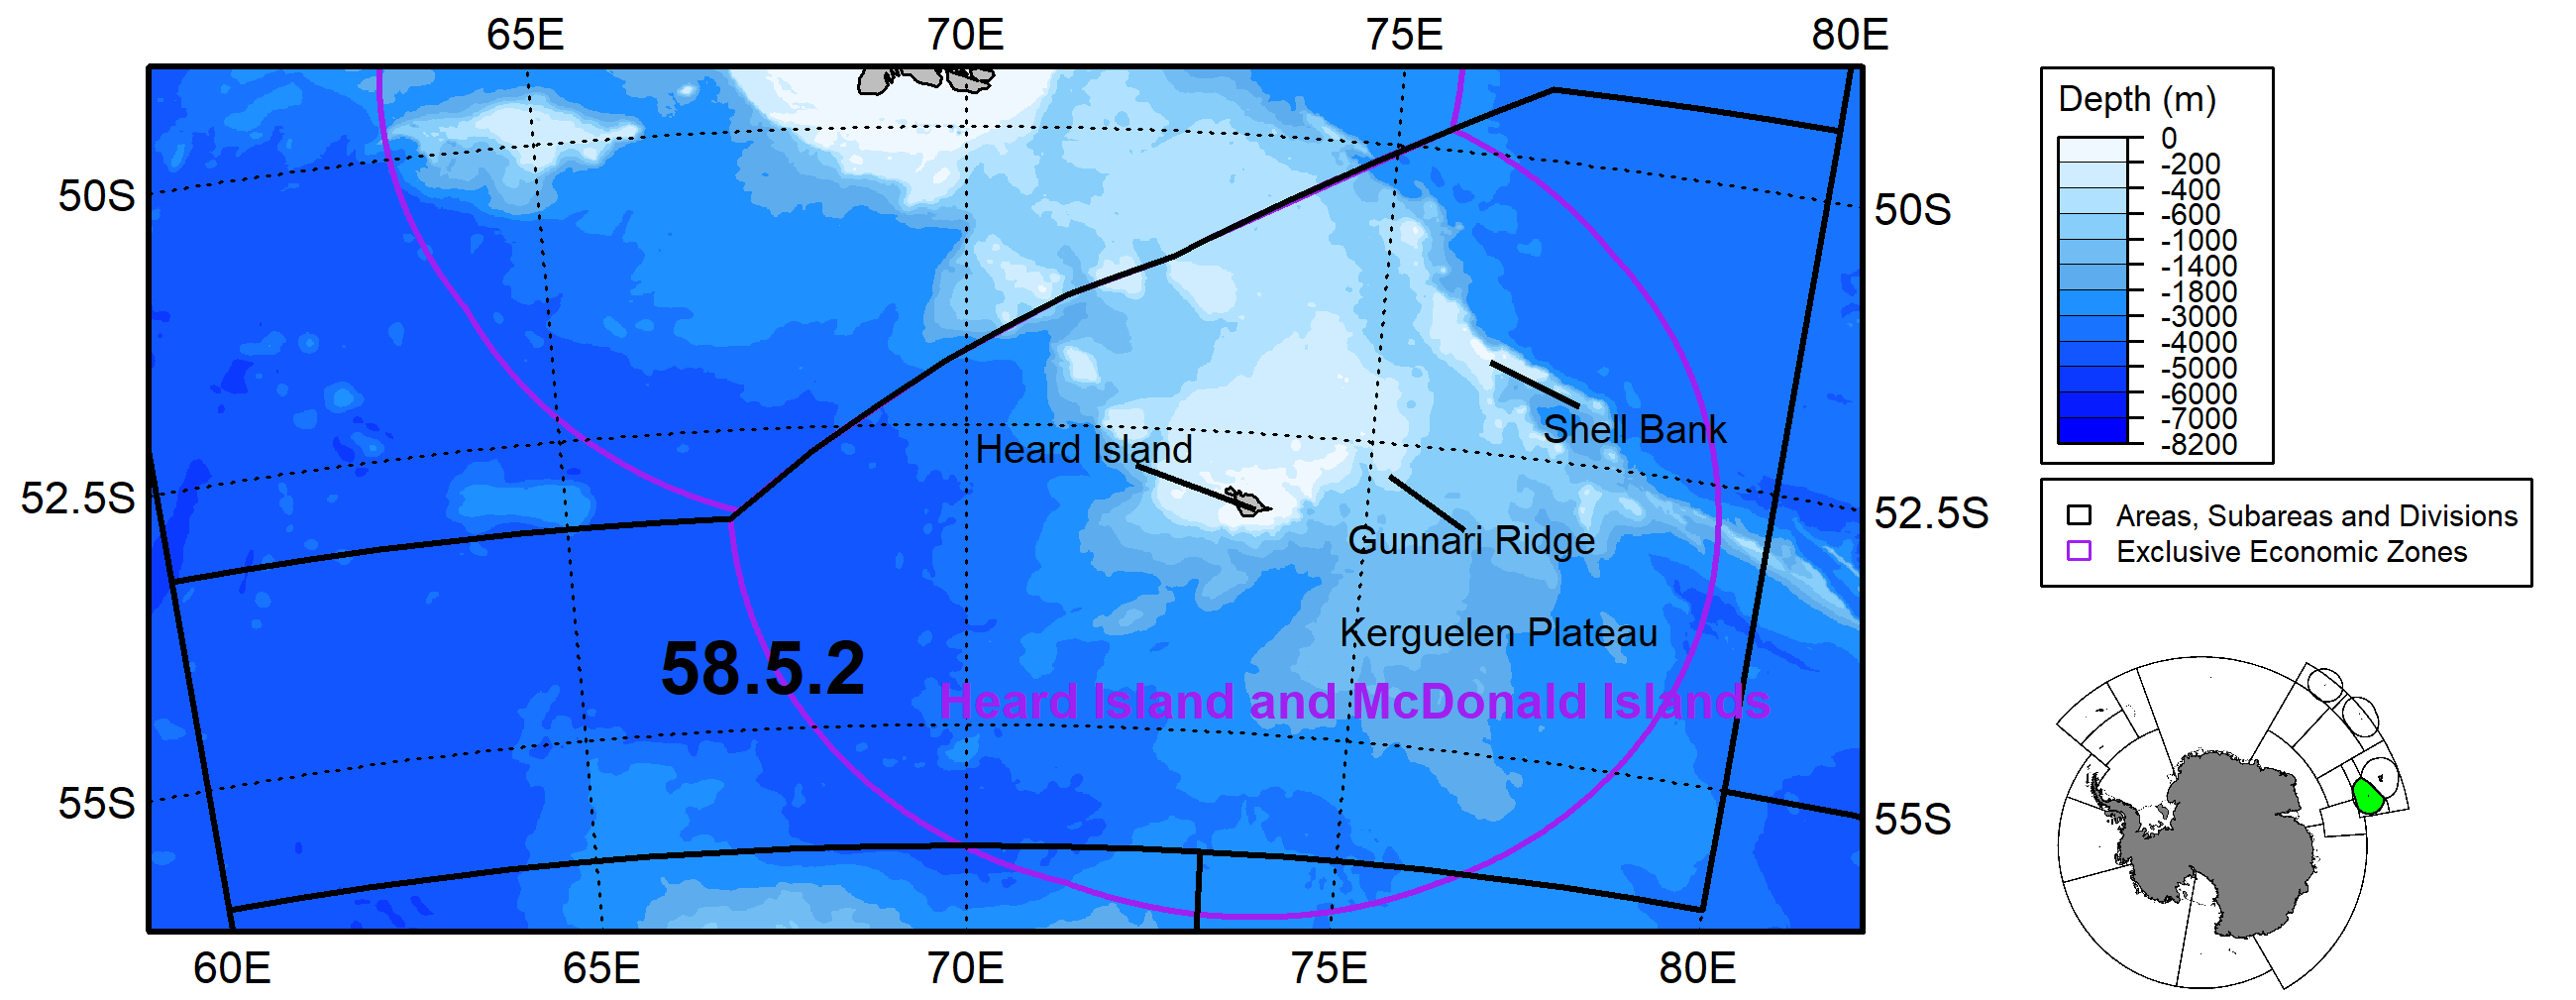 65E 70E 75E 80E
50S
52.5S
55S
50S
52.5S
55S
Heard Island
Shell Bank
Gunnari Ridge
Kerguelen Plateau
58.5.2
Heard Island and McDonald Islands
60E 65E 70E 75E 80E
Depth (m)
0
-200
-400
-600
-1000
-1400
-1800
-3000
-4000
-5000
-6000
-7000
-8200
Areas, Subareas and Divisions
Exclusive Economic Zones